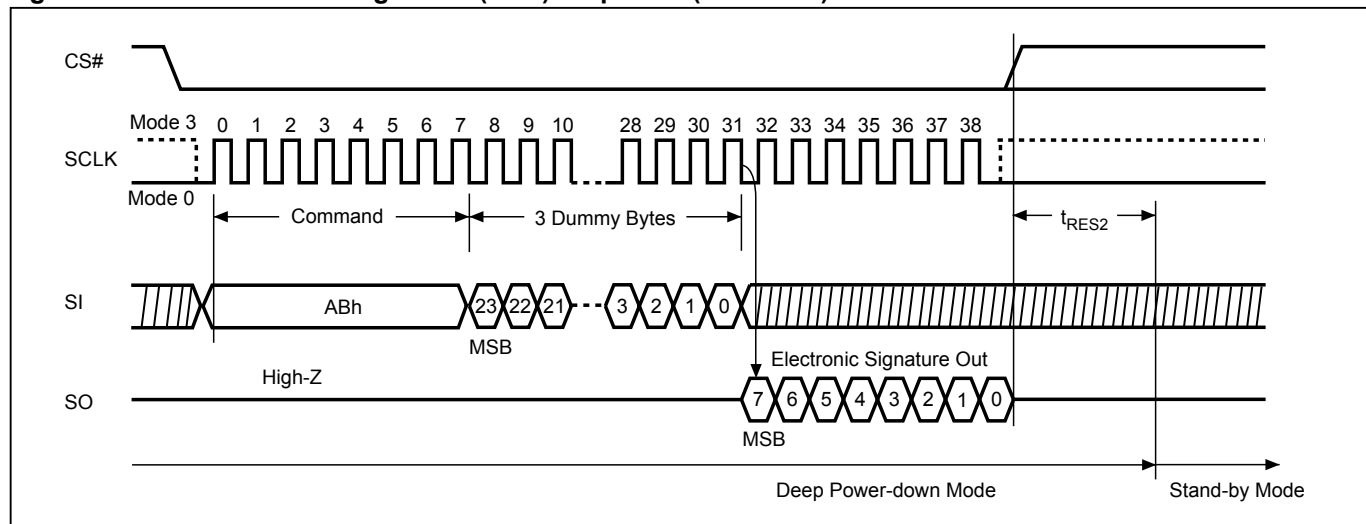 CS#
Mode 3
0 1 2 3 4 5 6 7 8 9 10 28 29 30 31 32 33 34 35 36 37 38
SCLK
Mode 0
Command
3 Dummy Bytes
tRES2
SI
ABh
23 22 21 3 2 1 0
MSB
Electronic Signature Out
High-Z
SO
7 6 5 4 3 2 1 0
MSB
Deep Power-down Mode
Stand-by Mode